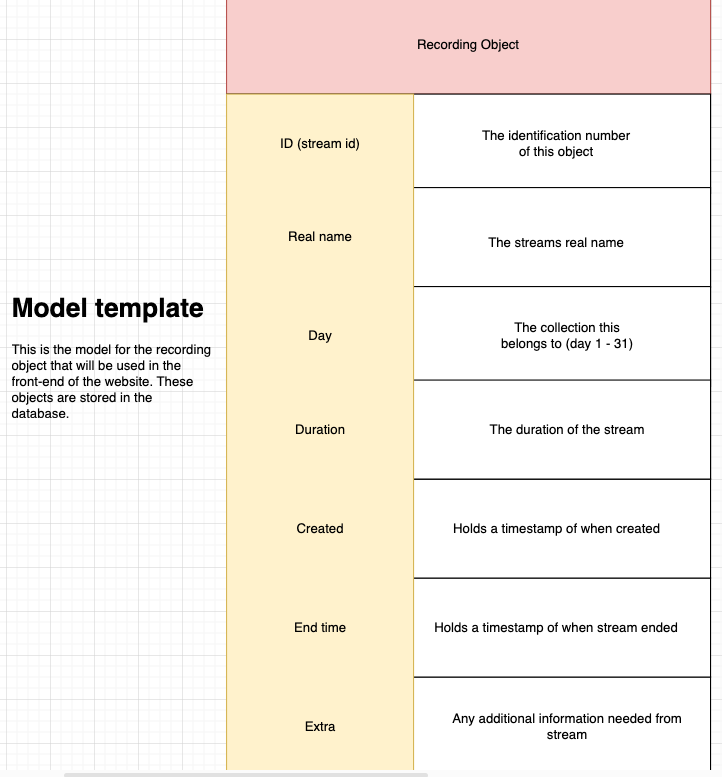 Recording Object
ID (stream id)
The identification number
of this object
Real name
The streams real name
Model template
This is the model for the recording
object that will be used in the
front-end of the website. These
objects are stored in the
database.
Day
The collection this
belongs to (day 1 - 31)
Duration
The duration of the stream
Created
Holds a timestamp of when created
End time
Holds a timestamp of when stream ended
Extra
Any additional information needed from
stream